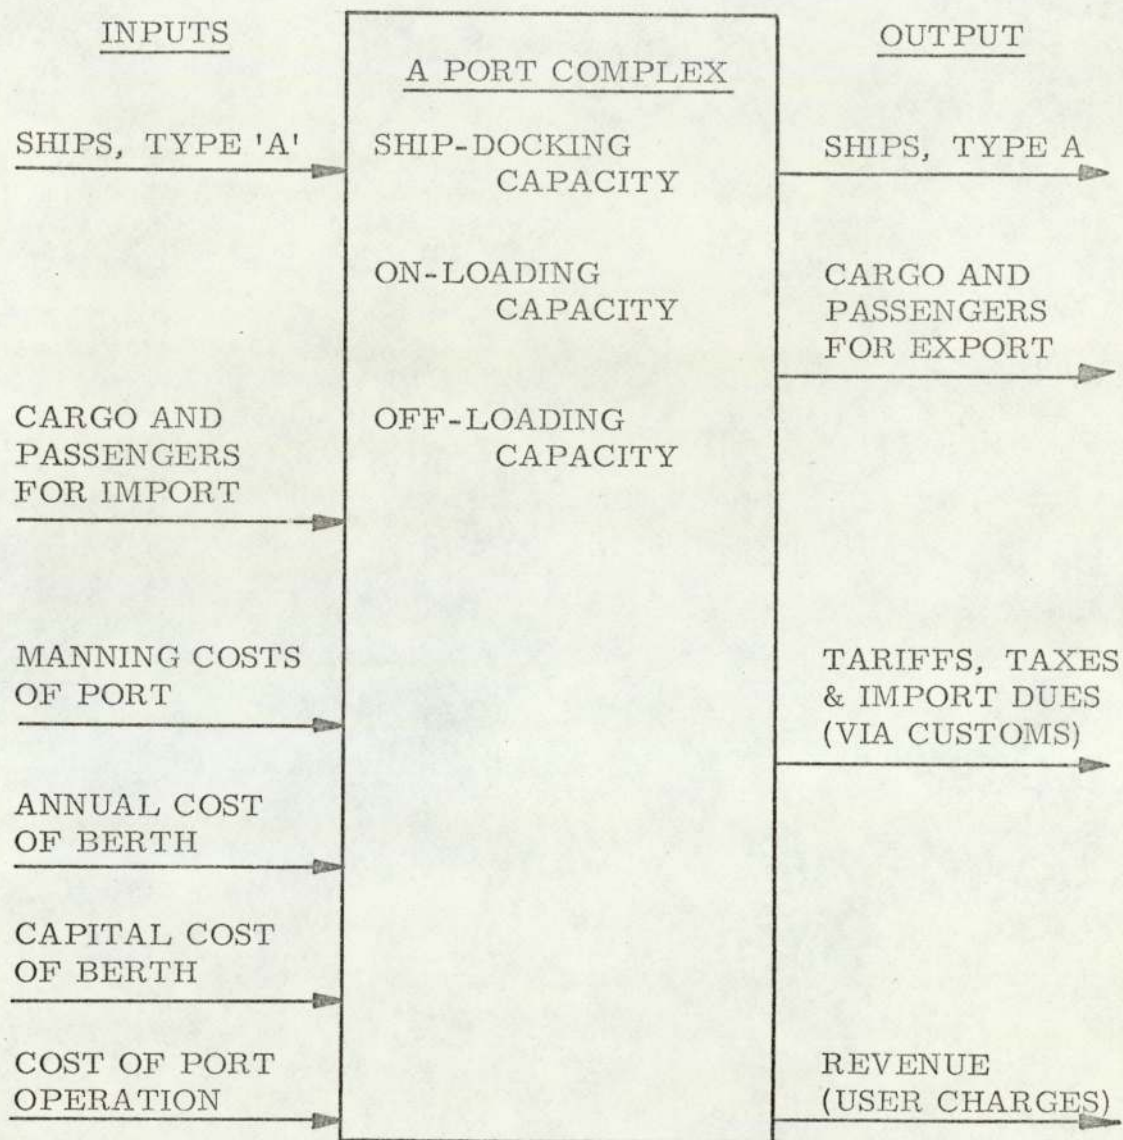 INPUTS
SHIPS, TYPE 'A'
CARGO AND
PASSENGERS
FOR IMPORT
MANNING COSTS
OF PORT
ANNUAL COST
OF BERTH
CAPITAL COST
OF BERTH
COST OF PORT
OPERATION
A PORT COMPLEX
SHIP-DOCKING
CAPACITY
ON-LOADING
CAPACITY
OFF-LOADING
CAPACITY
OUTPUT
SHIPS, TYPE A
CARGO AND
PASSENGERS
FOR EXPORT
TARIFFS, TAXES
& IMPORT DUES
(VIA CUSTOMS)
REVENUE
(USER CHARGES)